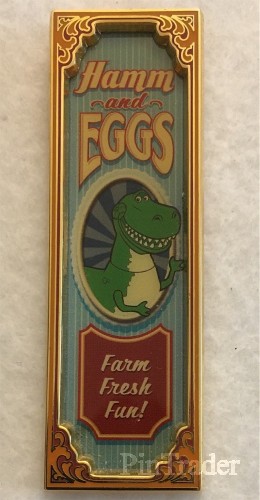 Hamm
and
EGGS
Farm
Fresh
Fun!
PinTrader